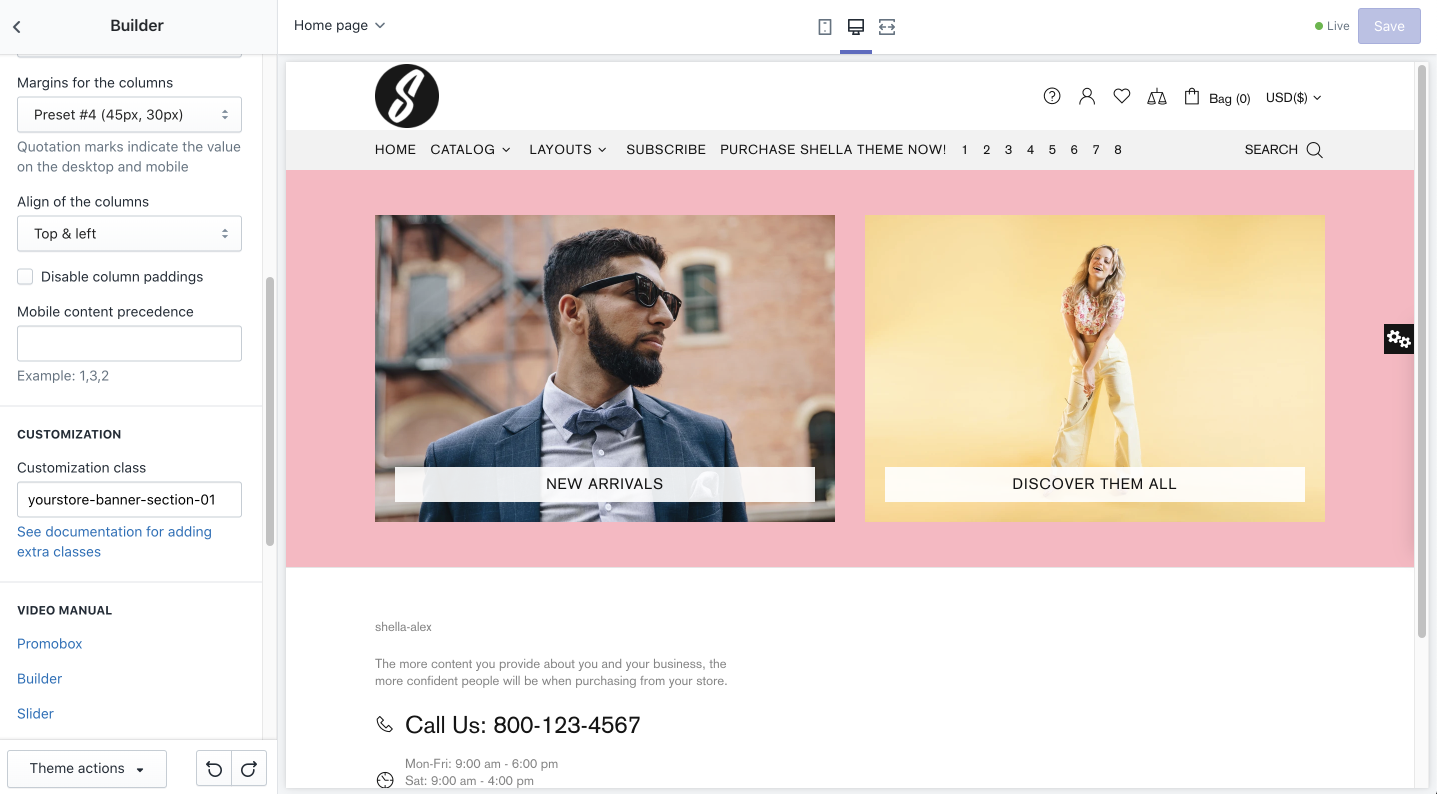 Builder
Home page
Live
Save
Margins for the columns
Preset #4 (45px, 30px)
Quotation marks indicate the value
on the desktop and mobile
Align of the columns
Top & left
Disable column paddings
Mobile content precedence
Example: 1,3,2
CUSTOMIZATION
Customization class
yourstore-banner-section-01
See documentation for adding
extra classes
VIDEO MANUAL
Promobox
Builder
Slider
Theme actions
S
Bag (0)
USD($)
HOME CATALOG LAYOUTS SUBSCRIBE PURCHASE SHELLA THEME NOW! 1 2 3 4 5 6 7 8 SEARCH
NEW ARRIVALS
DISCOVER THEM ALL
shella-alex
The more content you provide about you and your business, the
more confident people will be when purchasing from your store.
Call Us: 800-123-4567
Mon-Fri: 9:00 am - 6:00 pm
Sat: 9:00 am - 4:00 pm